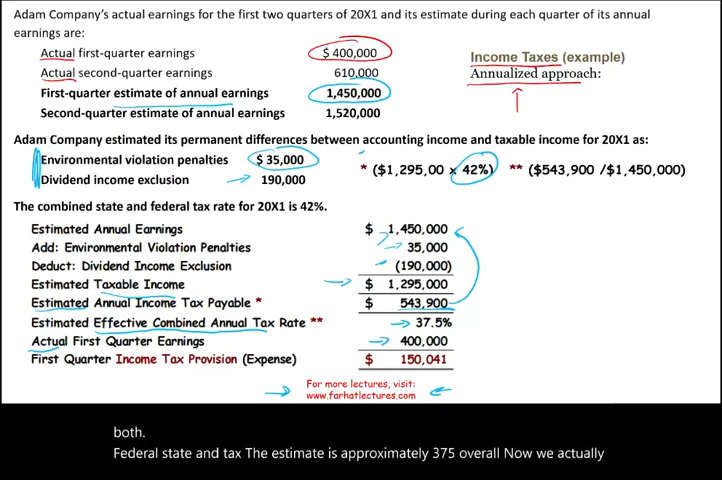 Adam Company's actual earnings for the first two quarters of 20X1 and its estimate during each quarter of its annual
earnings are:
Actual first-quarter earnings $ 400,000
Actual second-quarter earnings 610,000
First-quarter estimate of annual earnings 1,450,000
Second-quarter estimate of annual earnings 1,520,000
Income Taxes (example)
Annualized approach:
Adam Company estimated its permanent differences between accounting income and taxable income for 20X1 as:
Environmental violation penalties $ 35,000
Dividend income exclusion 190,000
* ($1,295,00 x 42%) ** ($543,900 /$1,450,000)
The combined state and federal tax rate for 20X1 is 42%.
Estimated Annual Earnings $ 1,450,000
Add: Environmental Violation Penalties 35,000
Deduct: Dividend Income Exclusion (190,000)
Estimated Taxable Income $ 1,295,000
Estimated Annual Income Tax Payable * $ 543,900
Estimated Effective Combined Annual Tax Rate ** 37.5%
Actual First Quarter Earnings 400,000
First Quarter Income Tax Provision (Expense) $ 150,041
For more lectures, visit:
www.farhatlectures.com
both.
Federal state and tax The estimate is approximately 375 overall Now we actually